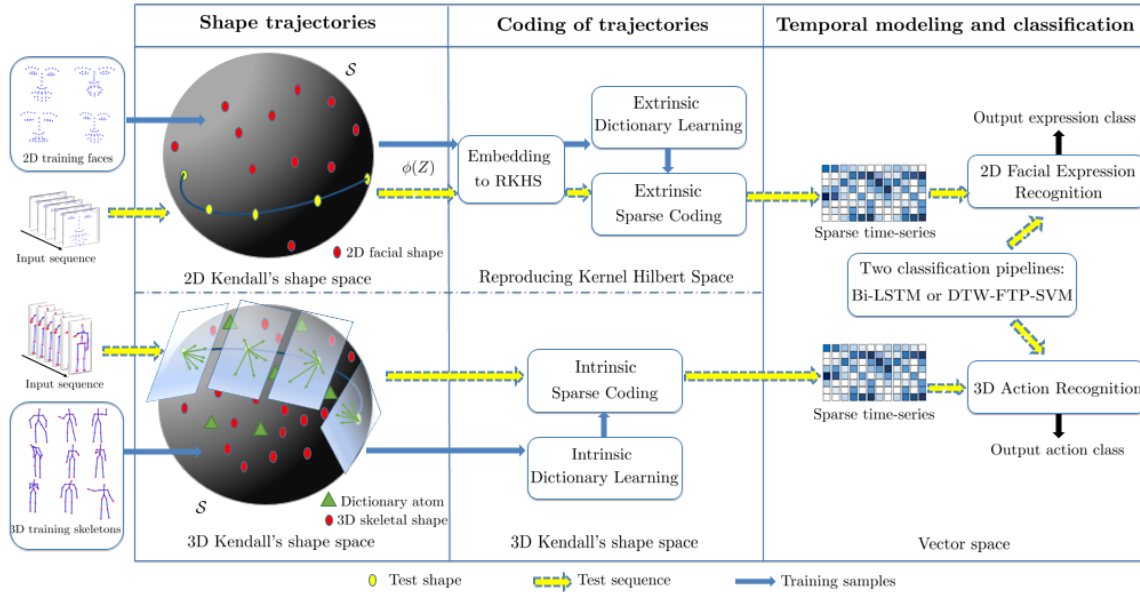 Shape trajectories
Coding of trajectories
Temporal modeling and classification
2D training faces
Input sequence
𝒮
2D facial shape
2D Kendall's shape space
ϕ(Z)
Embedding
to RKHS
Extrinsic
Dictionary Learning
Extrinsic
Sparse Coding
Reproducing Kernel Hilbert Space
Sparse time-series
Output expression class
2D Facial Expression
Recognition
Two classification pipelines:
Bi-LSTM or DTW-FTP-SVM
Input sequence
3D training skeletons
𝒮
Dictionary atom
3D skeletal shape
3D Kendall's shape space
Intrinsic
Sparse Coding
Intrinsic
Dictionary Learning
3D Kendall's shape space
Sparse time-series
3D Action Recognition
Output action class
Vector space
Test shape
Test sequence
Training samples